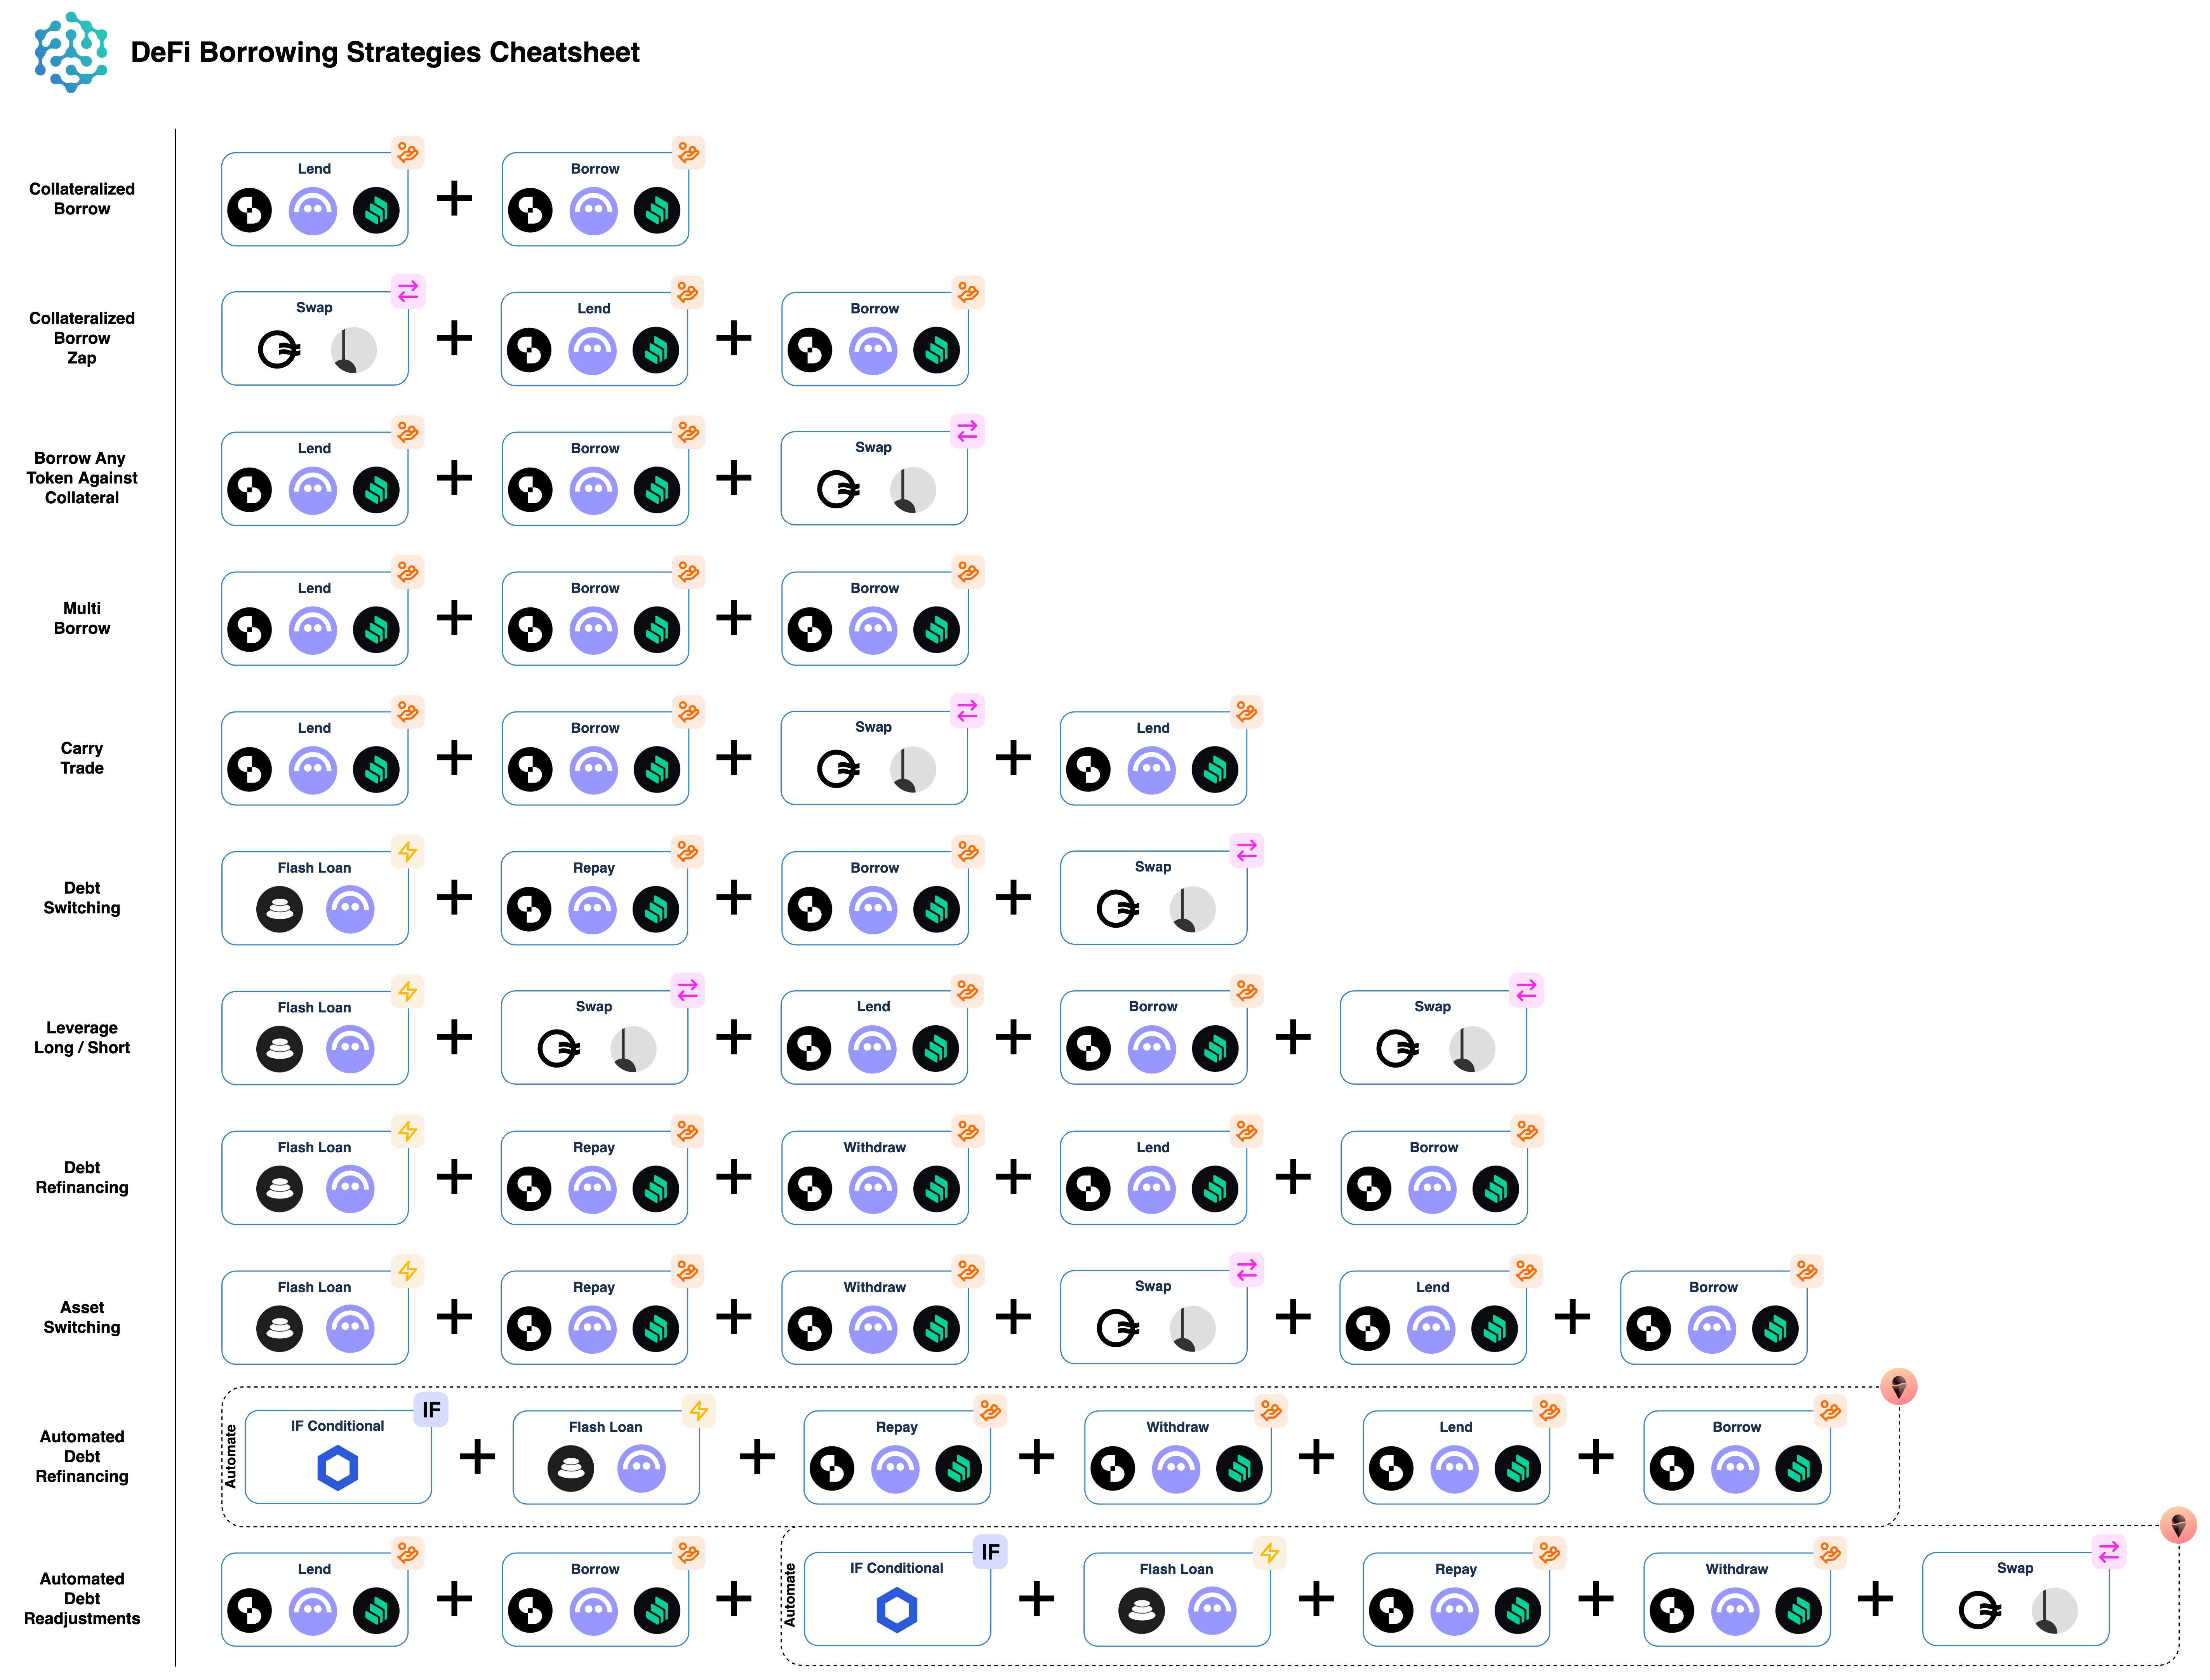 DeFi Borrowing Strategies Cheatsheet
Collateralized
Borrow
Lend
Borrow
Collateralized
Borrow
Zap
Swap
Lend
Borrow
Borrow Any
Token Against
Collateral
Lend
Borrow
Swap
Multi
Borrow
Lend
Borrow
Borrow
Carry
Trade
Lend
Borrow
Swap
Lend
Debt
Switching
Flash Loan
Repay
Borrow
Swap
Leverage
Long / Short
Flash Loan
Swap
Lend
Borrow
Swap
Debt
Refinancing
Flash Loan
Repay
Withdraw
Lend
Borrow
Asset
Switching
Flash Loan
Repay
Withdraw
Swap
Lend
Borrow
Automated
Debt
Refinancing
Automate
IF Conditional
IF
Flash Loan
Repay
Withdraw
Lend
Borrow
Automated
Debt
Readjustments
Lend
Borrow
Automate
IF Conditional
IF
Flash Loan
Repay
Withdraw
Swap